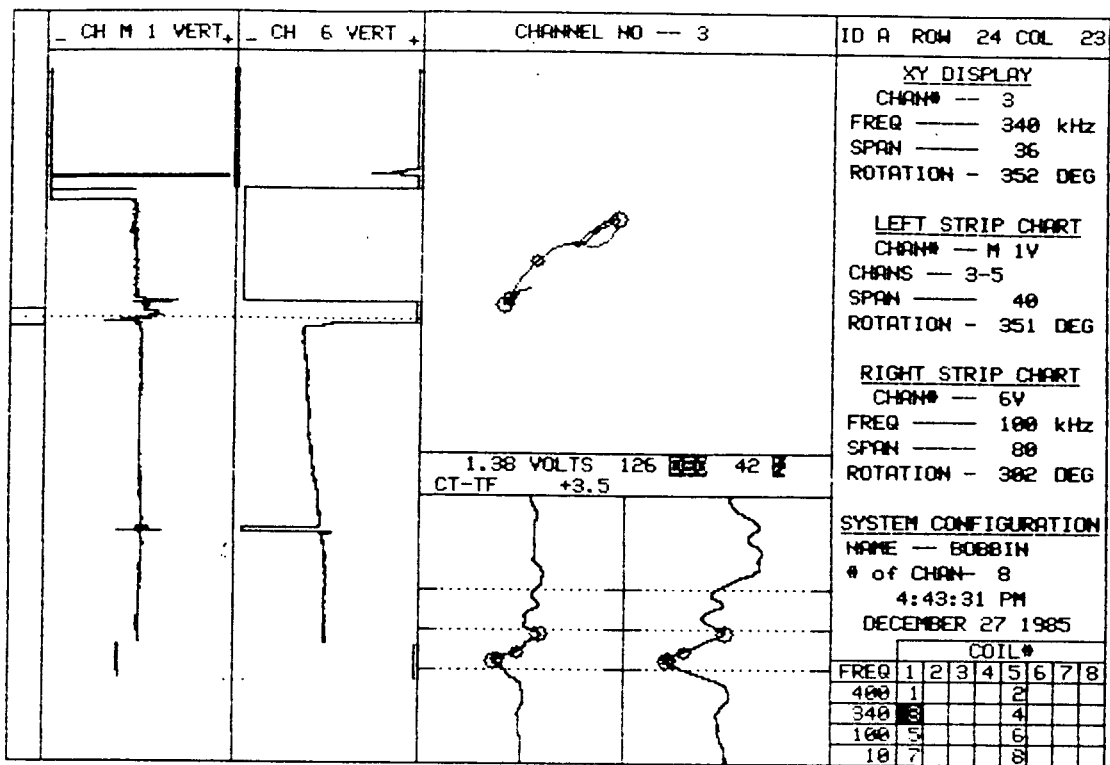 _ CH M 1 VERT + _ CH 6 VERT + CHANNEL NO -- 3 ID A ROW 24 COL 23
XY DISPLAY
CHAN# -- 3
FREQ ----- 340 kHz
SPAN ----- 36
ROTATION - 352 DEG
LEFT STRIP CHART
CHAN# -- M 1V
CHANS -- 3-5
SPAN ----- 40
ROTATION - 351 DEG
RIGHT STRIP CHART
CHAN# -- 6V
FREQ ----- 100 kHz
SPAN ----- 80
ROTATION - 302 DEG
1.38 VOLTS 126 DEG 42 %
CT-TF +3.5
SYSTEM CONFIGURATION
NAME -- BOBBIN
# of CHAN- 8
4:43:31 PM
DECEMBER 27 1985
COIL#
FREQ 1 2 3 4 5 6 7 8
400 1 2
340 3 4
100 5 6
10 7 8